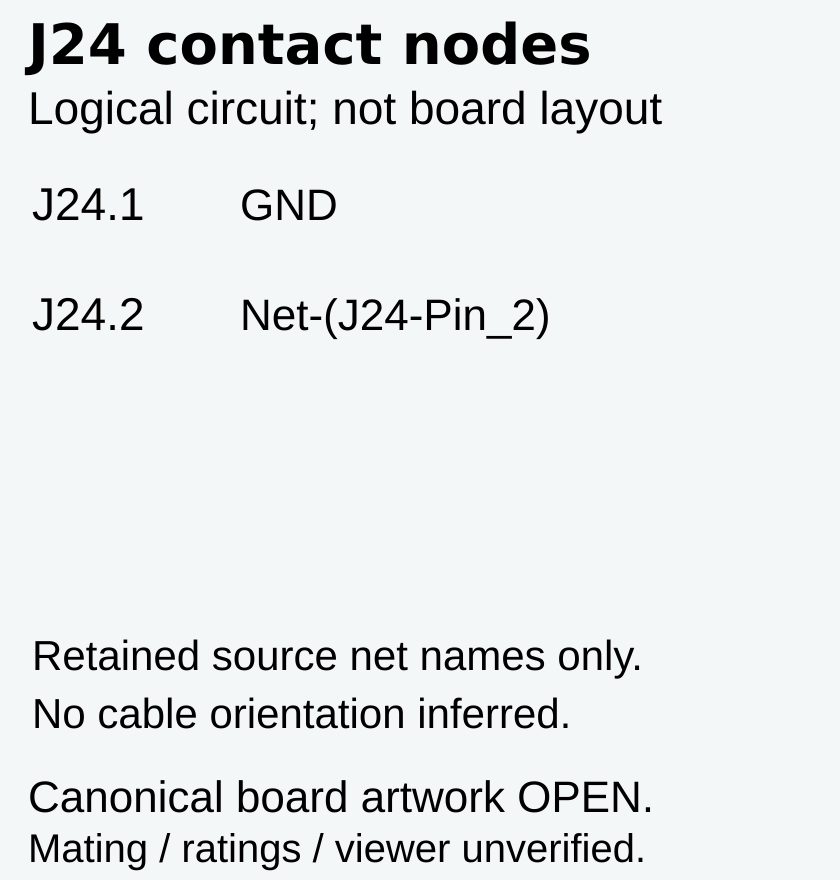 J24 contact nodes
Logical circuit; not board layout
J24.1 GND
J24.2 Net-(J24-Pin_2)
Retained source net names only.
No cable orientation inferred.
Canonical board artwork OPEN.
Mating / ratings / viewer unverified.